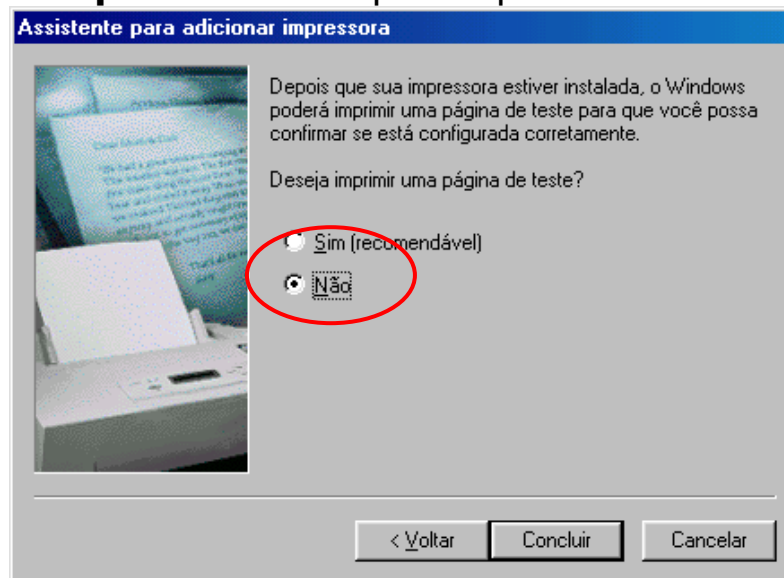 Assistente para adicionar impressora
Depois que sua impressora estiver instalada, o Windows
poderá imprimir uma página de teste para que você possa
confirmar se está configurada corretamente.
Deseja imprimir uma página de teste?
Sim (recomendável)
Não
< Voltar
Concluir
Cancelar